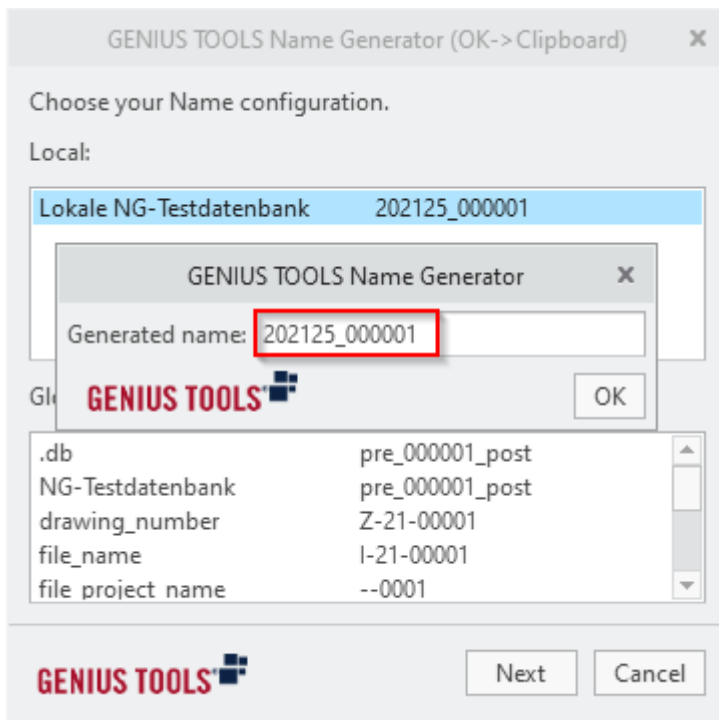 GENIUS TOOLS Name Generator (OK->Clipboard) x
Choose your Name configuration.
Local:
Lokale NG-Testdatenbank 202125_000001
GENIUS TOOLS Name Generator x
Generated name: 202125_000001
GENIUS TOOLS
OK
.db pre_000001_post
NG-Testdatenbank pre_000001_post
drawing_number Z-21-00001
file_name I-21-00001
file_project_name --0001
GENIUS TOOLS
Next Cancel